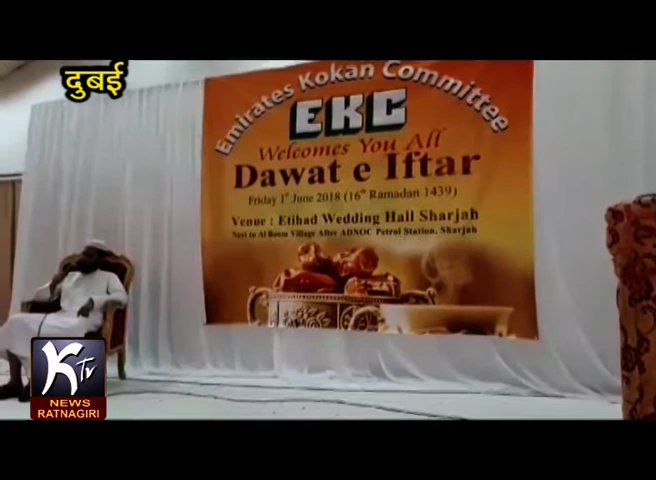 दुबई
Emirates Kokan Committee
EKC
Welcomes You All
Dawat e Iftar
Friday 1st June 2018 (16th Ramadan 1439)
Venue : Etihad Wedding Hall Sharjah
Next to Al Boom Village After ADNOC Petrol Station, Sharjah
K tv
NEWS
RATNAGIRI